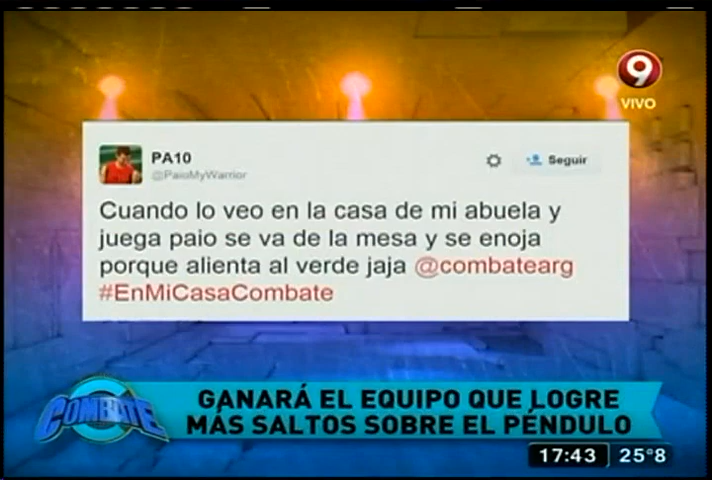 9
VIVO
PA10
@PaioMyWarrior
Seguir
Cuando lo veo en la casa de mi abuela y
juega paio se va de la mesa y se enoja
porque alienta al verde jaja @combatearg
#EnMiCasaCombate
COMBATE
GANARÁ EL EQUIPO QUE LOGRE
MÁS SALTOS SOBRE EL PÉNDULO
17:43 25°8